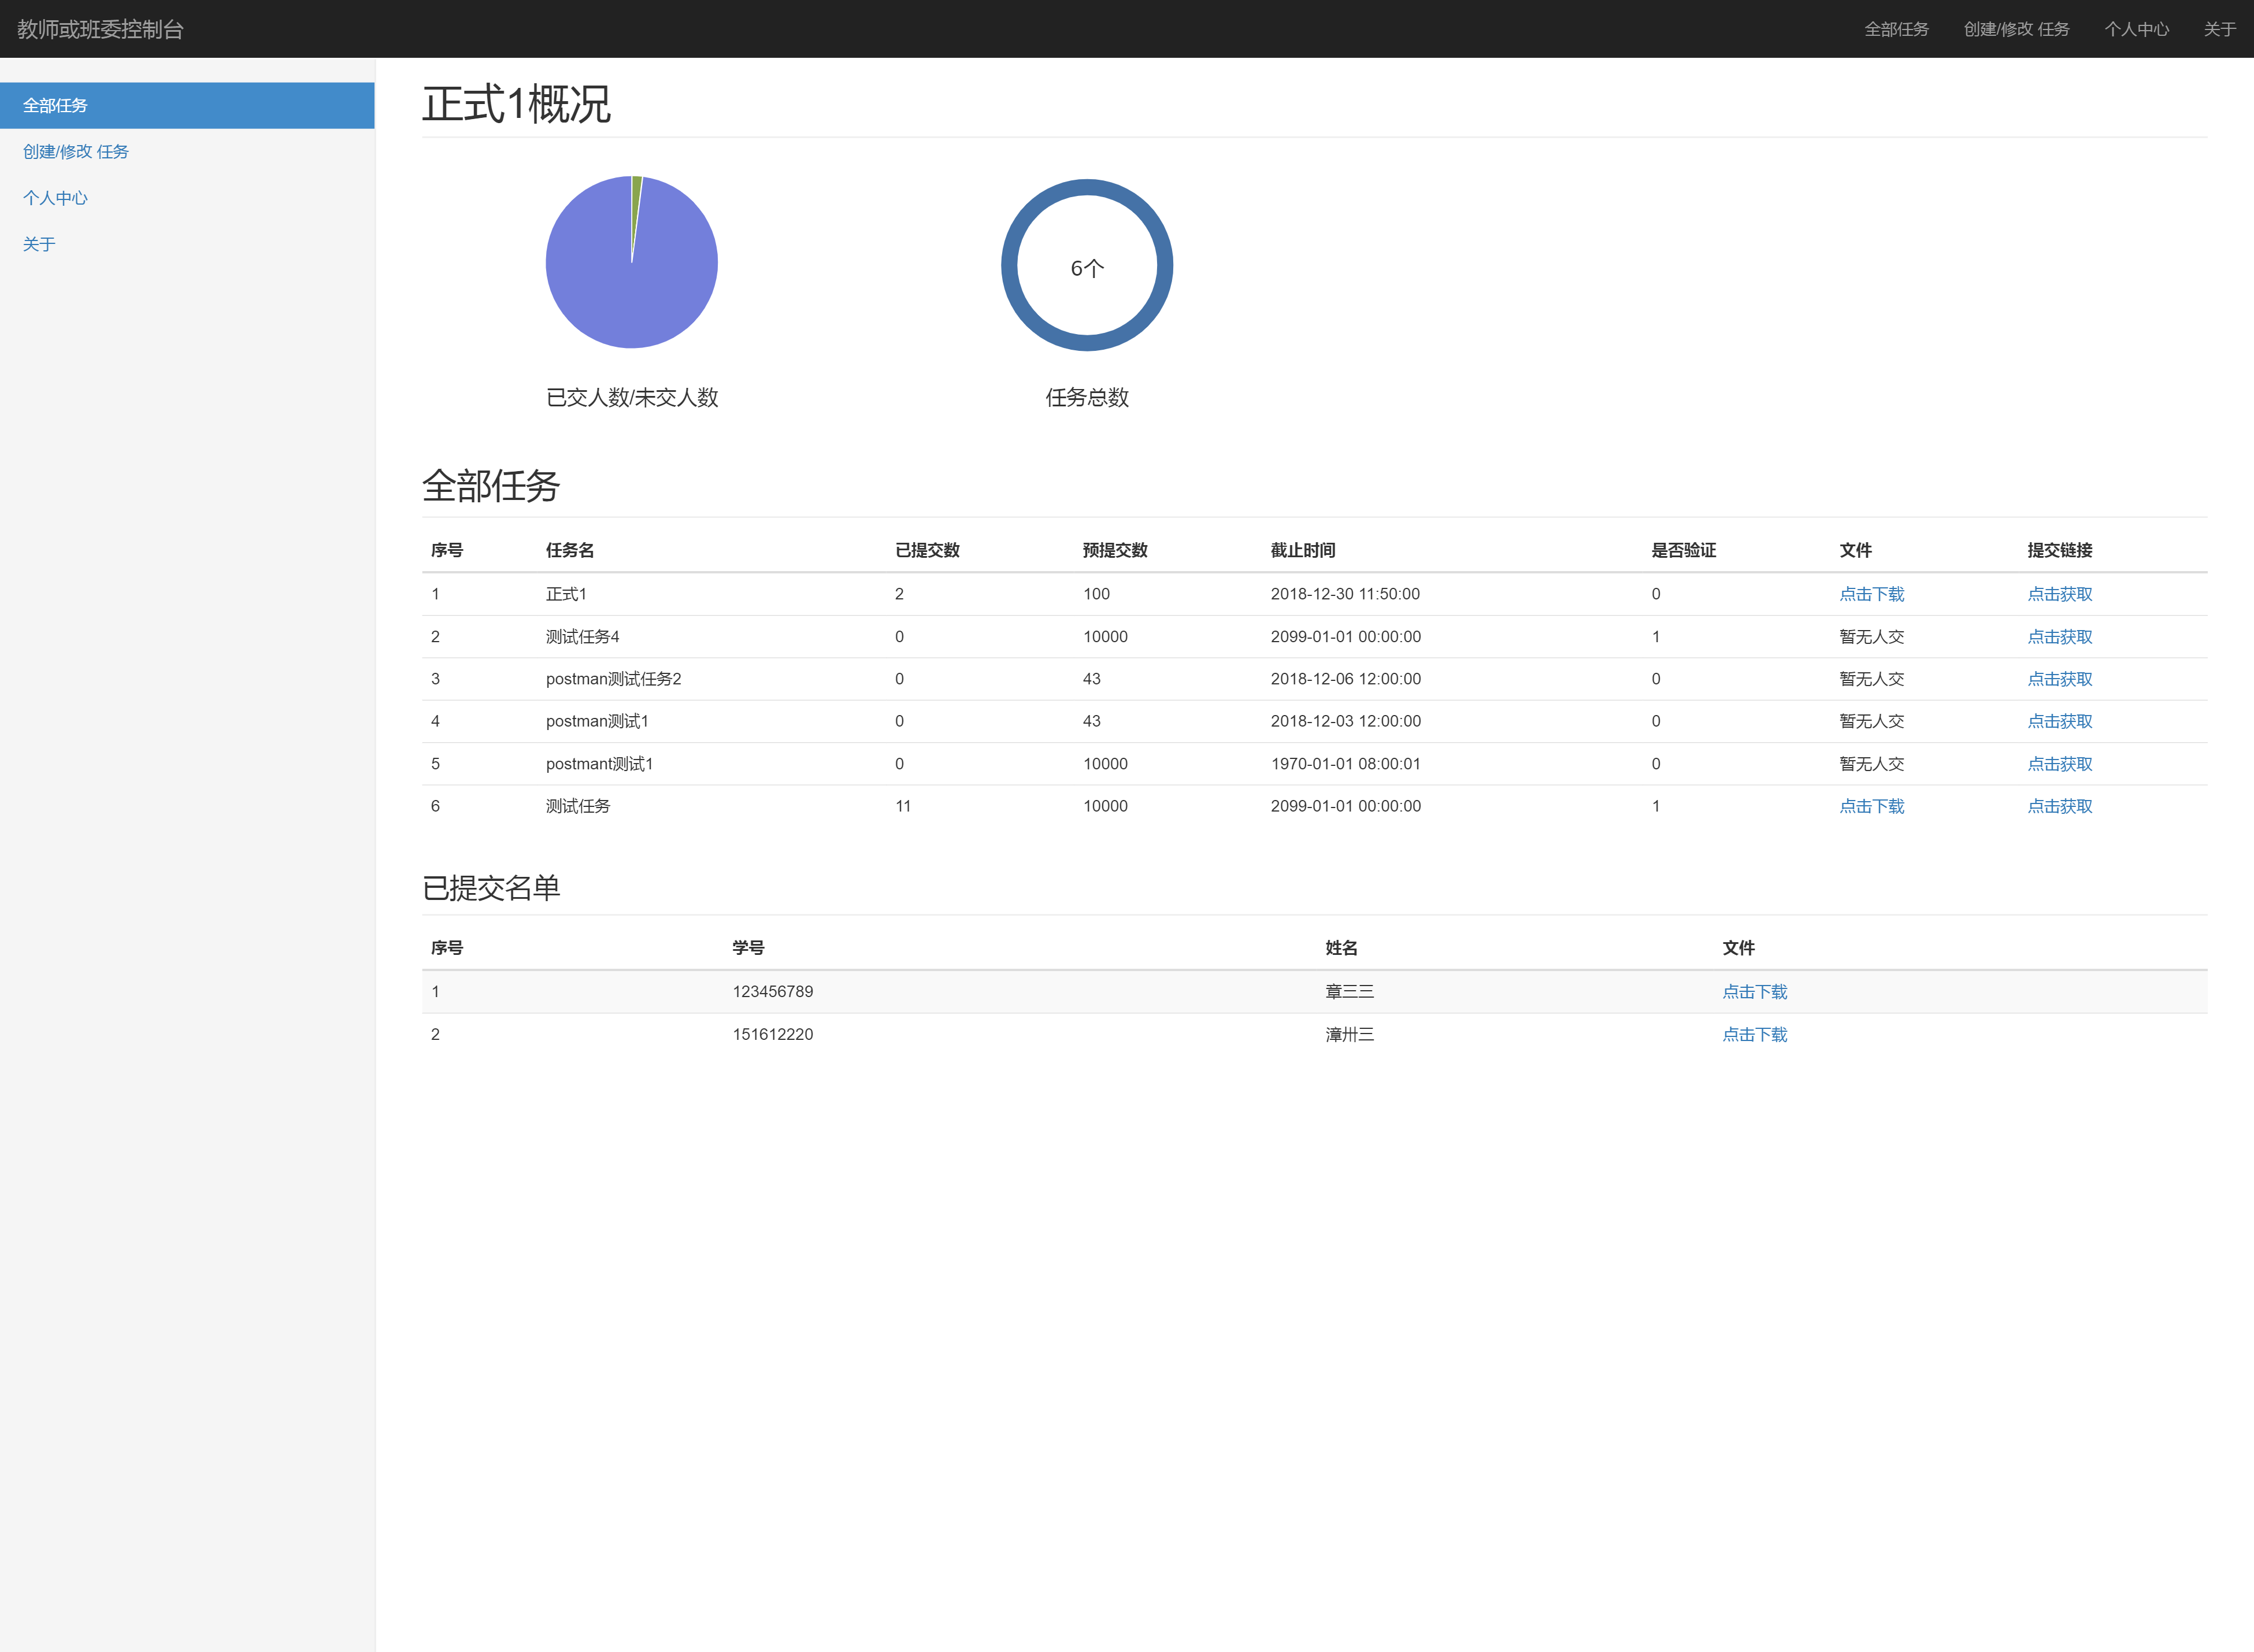 教师或班委控制台 全部任务 创建/修改 任务 个人中心 关于
全部任务
创建/修改 任务
个人中心
关于
正式1概况
6个
已交人数/未交人数 任务总数
全部任务
序号 任务名 已提交数 预提交数 截止时间 是否验证 文件 提交链接
1 正式1 2 100 2018-12-30 11:50:00 0 点击下载 点击获取
2 测试任务4 0 10000 2099-01-01 00:00:00 1 暂无人交 点击获取
3 postman测试任务2 0 43 2018-12-06 12:00:00 0 暂无人交 点击获取
4 postman测试1 0 43 2018-12-03 12:00:00 0 暂无人交 点击获取
5 postmant测试1 0 10000 1970-01-01 08:00:01 0 暂无人交 点击获取
6 测试任务 11 10000 2099-01-01 00:00:00 1 点击下载 点击获取
已提交名单
序号 学号 姓名 文件
1 123456789 章三三 点击下载
2 151612220 漳卅三 点击下载